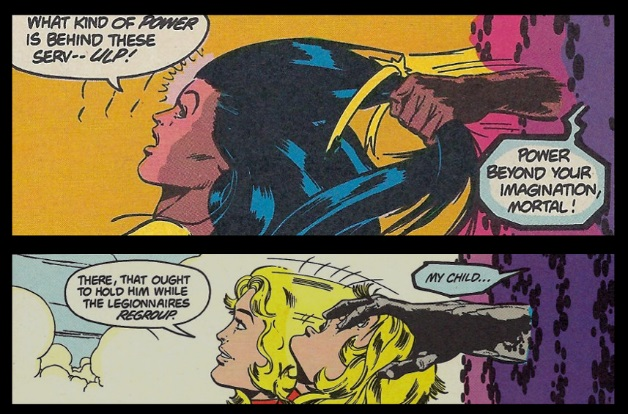 WHAT KIND OF POWER
IS BEHIND THESE
SERV-- ULP!
POWER
BEYOND YOUR
IMAGINATION,
MORTAL!
THERE, THAT OUGHT
TO HOLD HIM WHILE
THE LEGIONNAIRES
REGROUP.
MY CHILD...